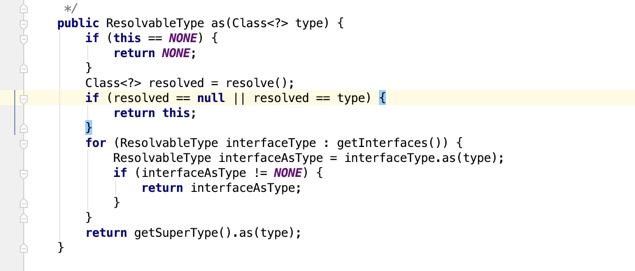 */
public ResolvableType as(Class<?> type) {
if (this == NONE) {
return NONE;
}
Class<?> resolved = resolve();
if (resolved == null || resolved == type) {
return this;
}
for (ResolvableType interfaceType : getInterfaces()) {
ResolvableType interfaceAsType = interfaceType.as(type);
if (interfaceAsType != NONE) {
return interfaceAsType;
}
}
return getSuperType().as(type);
}